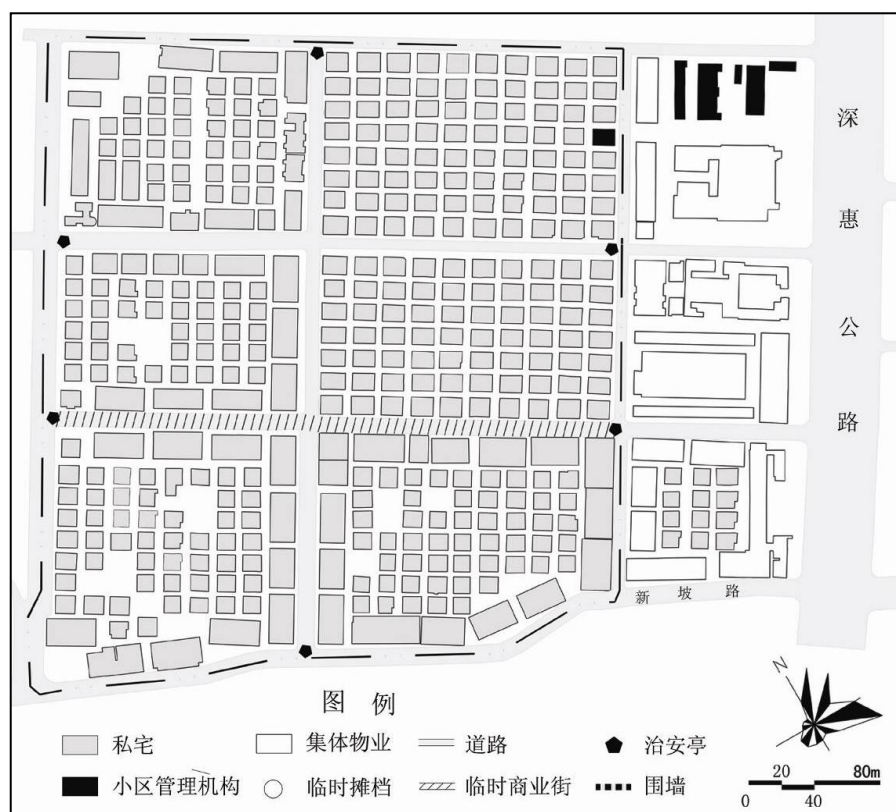 深
惠
公
路
新坡路
N
图例
私宅
集体物业
道路
治安亭
小区管理机构
临时摊档
临时商业街
围墙
20
80m
0
40